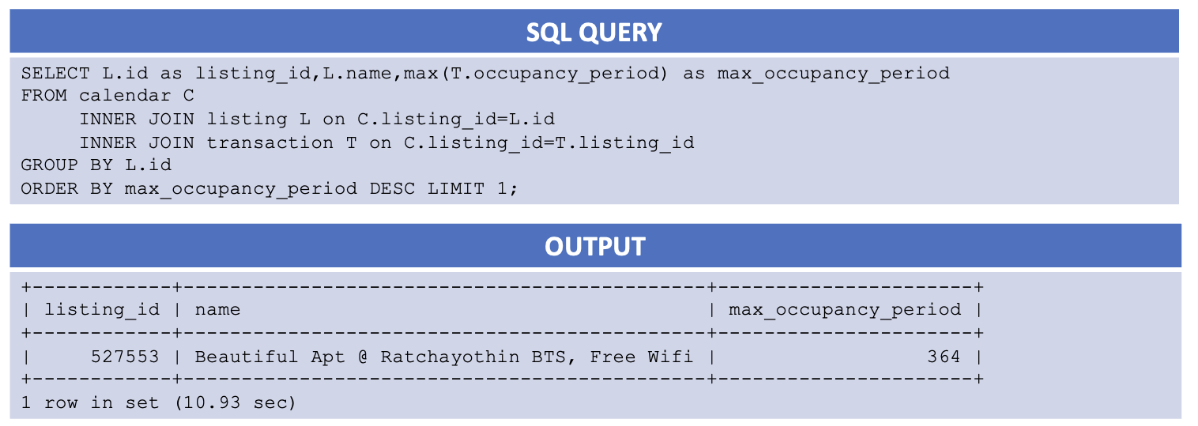 SQL QUERY
SELECT L.id as listing_id,L.name,max(T.occupancy_period) as max_occupancy_period
FROM calendar C
     INNER JOIN listing L on C.listing_id=L.id
     INNER JOIN transaction T on C.listing_id=T.listing_id
GROUP BY L.id
ORDER BY max_occupancy_period DESC LIMIT 1;
OUTPUT
+------------+----------------------------------------------+----------------------+
| listing_id | name                                         | max_occupancy_period |
+------------+----------------------------------------------+----------------------+
|     527553 | Beautiful Apt @ Ratchayothin BTS, Free Wifi |                  364 |
+------------+----------------------------------------------+----------------------+
1 row in set (10.93 sec)